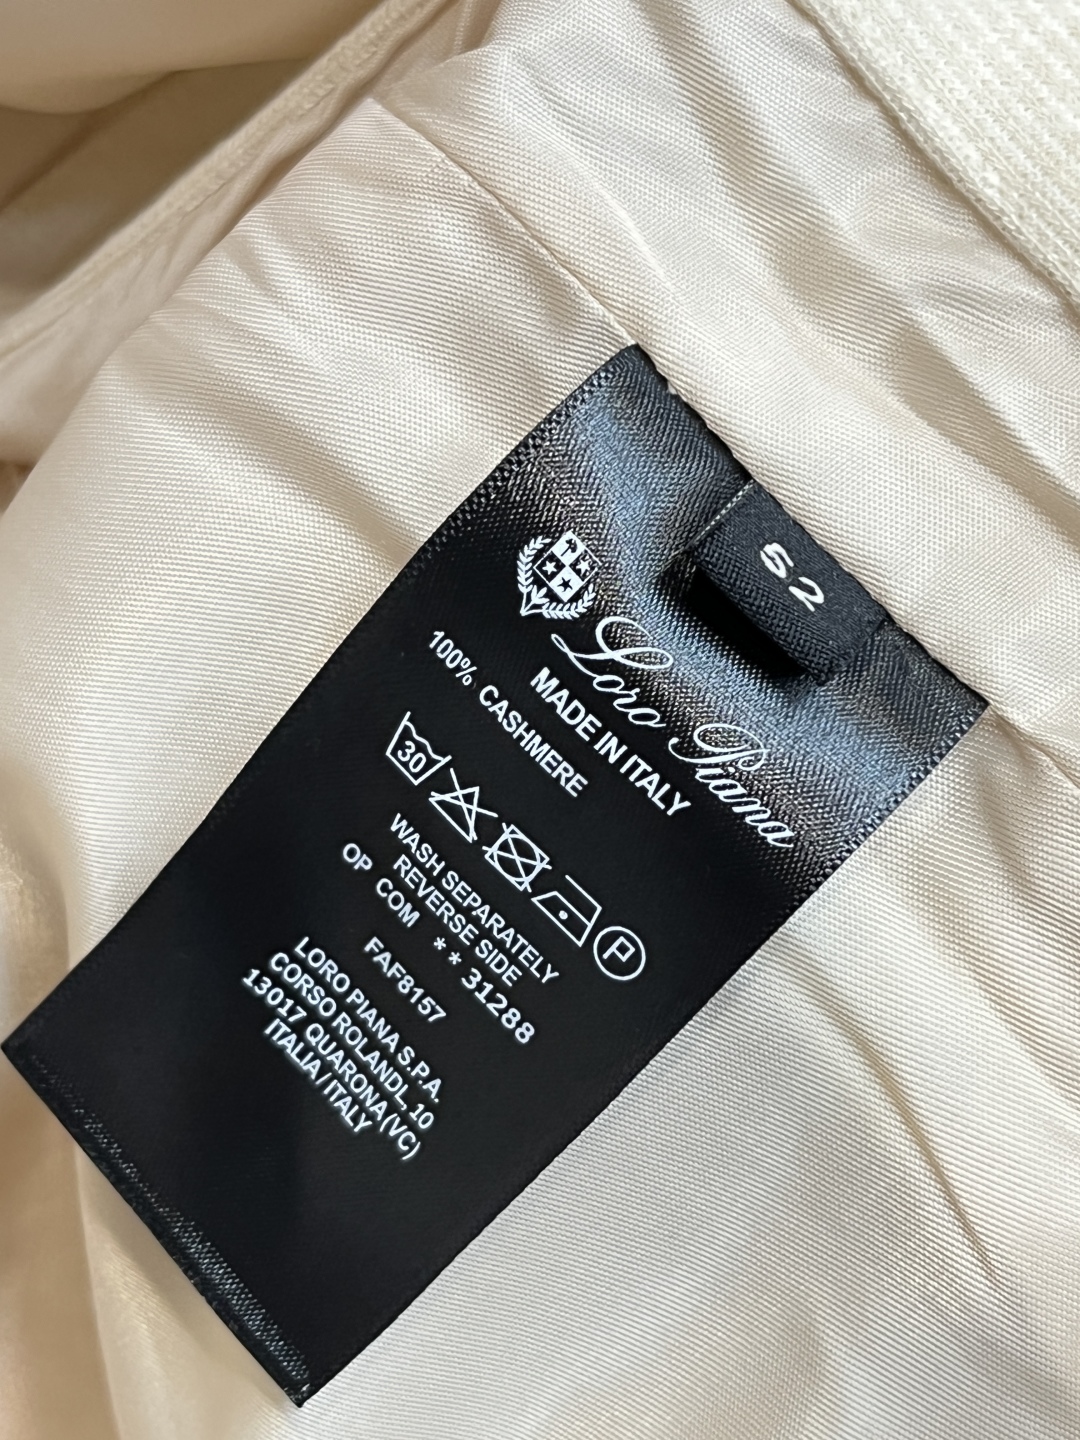 52
Loro Piana
MADE IN ITALY
100% CASHMERE
30
P
WASH SEPARATELY
REVERSE SIDE
OP COM ** 31288
FAF8157
LORO PIANA S.P.A.
CORSO ROLANDI, 10
13017 QUARONA (VC)
ITALIA/ITALY